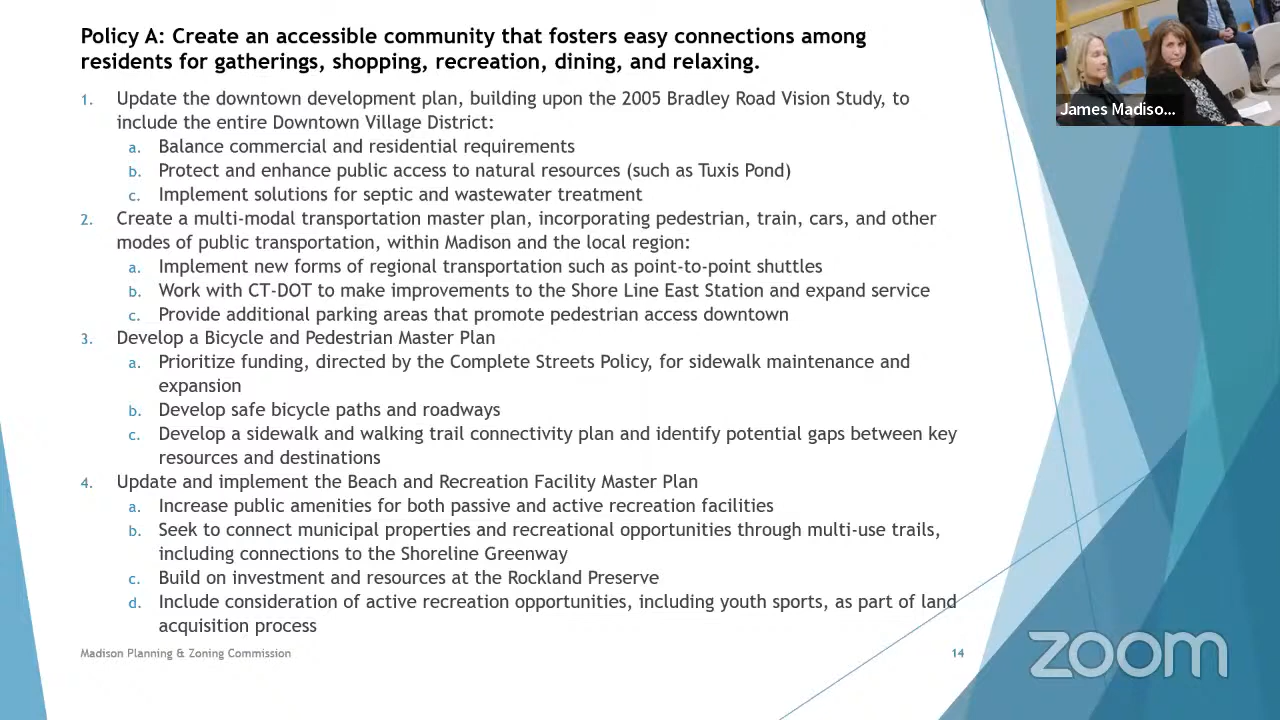 Policy A: Create an accessible community that fosters easy connections among
residents for gatherings, shopping, recreation, dining, and relaxing.
1. Update the downtown development plan, building upon the 2005 Bradley Road Vision Study, to
include the entire Downtown Village District:
a. Balance commercial and residential requirements
b. Protect and enhance public access to natural resources (such as Tuxis Pond)
c. Implement solutions for septic and wastewater treatment
2. Create a multi-modal transportation master plan, incorporating pedestrian, train, cars, and other
modes of public transportation, within Madison and the local region:
a. Implement new forms of regional transportation such as point-to-point shuttles
b. Work with CT-DOT to make improvements to the Shore Line East Station and expand service
c. Provide additional parking areas that promote pedestrian access downtown
3. Develop a Bicycle and Pedestrian Master Plan
a. Prioritize funding, directed by the Complete Streets Policy, for sidewalk maintenance and
expansion
b. Develop safe bicycle paths and roadways
c. Develop a sidewalk and walking trail connectivity plan and identify potential gaps between key
resources and destinations
4. Update and implement the Beach and Recreation Facility Master Plan
a. Increase public amenities for both passive and active recreation facilities
b. Seek to connect municipal properties and recreational opportunities through multi-use trails,
including connections to the Shoreline Greenway
c. Build on investment and resources at the Rockland Preserve
d. Include consideration of active recreation opportunities, including youth sports, as part of land
acquisition process
Madison Planning & Zoning Commission
14
James Madiso...
zoom